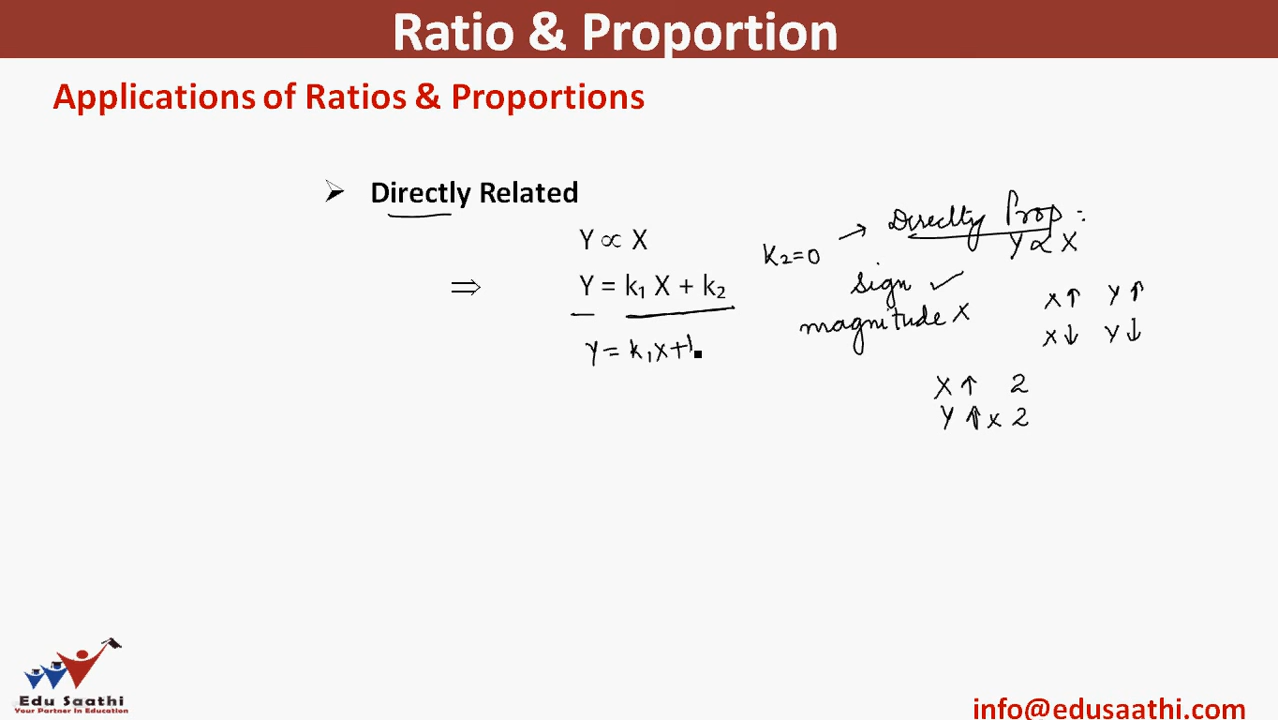 Ratio & Proportion
Applications of Ratios & Proportions
➢ Directly Related
Y ∝ X
⇒ Y = k₁ X + k₂
Y = k₁X+
K₂=0 → Directly Prop :
Y ∝ X
sign ✓
magnitude X
X↑ Y↑
X↓ Y↓
X ↑ 2
Y ↑ x 2
Edu Saathi
Your Partner In Education
info@edusaathi.com